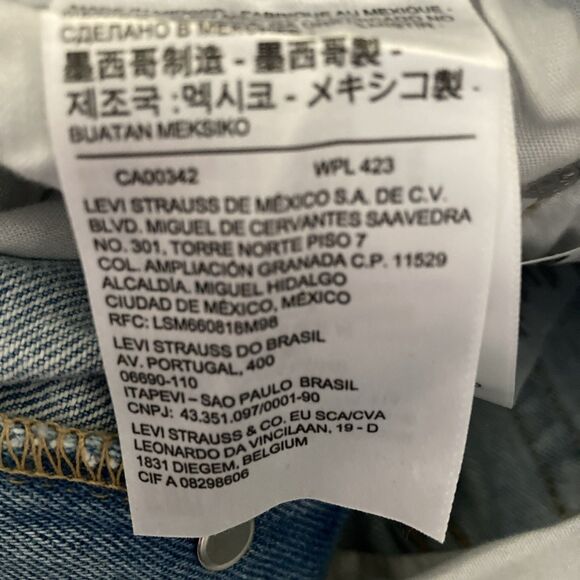 FABRIQUÉ AU MEXIQUE -
СДЕЛАНО В
墨西哥制造 - 墨西哥製 -
제조국 :멕시코 - メキシコ製 -
BUATAN MEKSIKO
CA00342 WPL 423
LEVI STRAUSS DE MÉXICO S.A. DE C.V.
BLVD. MIGUEL DE CERVANTES SAAVEDRA
NO. 301, TORRE NORTE PISO 7
COL. AMPLIACIÓN GRANADA C.P. 11529
ALCALDÍA. MIGUEL HIDALGO
CIUDAD DE MÉXICO, MÉXICO
RFC: LSM660818M98
LEVI STRAUSS DO BRASIL
AV. PORTUGAL, 400
06690-110
ITAPEVI – SAO PAULO BRASIL
CNPJ: 43.351.097/0001-90
LEVI STRAUSS & CO. EU SCA/CVA
LEONARDO DA VINCILAAN, 19 - D
1831 DIEGEM, BELGIUM
CIF A 08298606